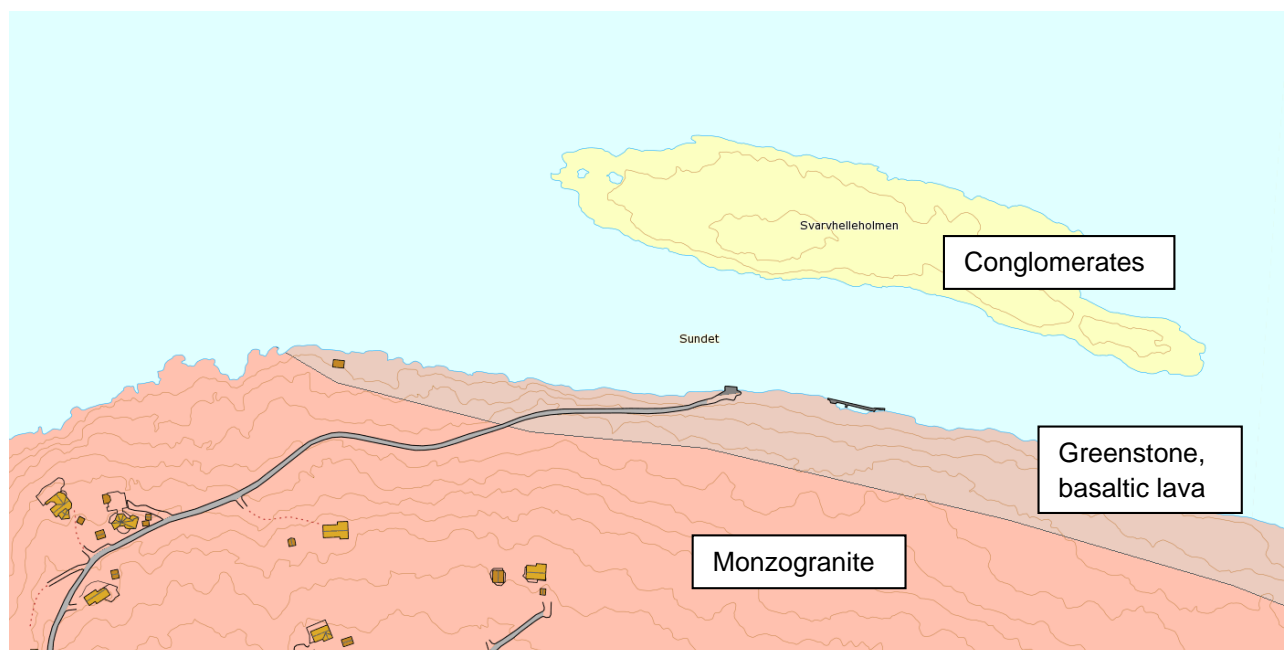 Svarvhelleholmen
Conglomerates
Sundet
Greenstone,
basaltic lava
Monzogranite